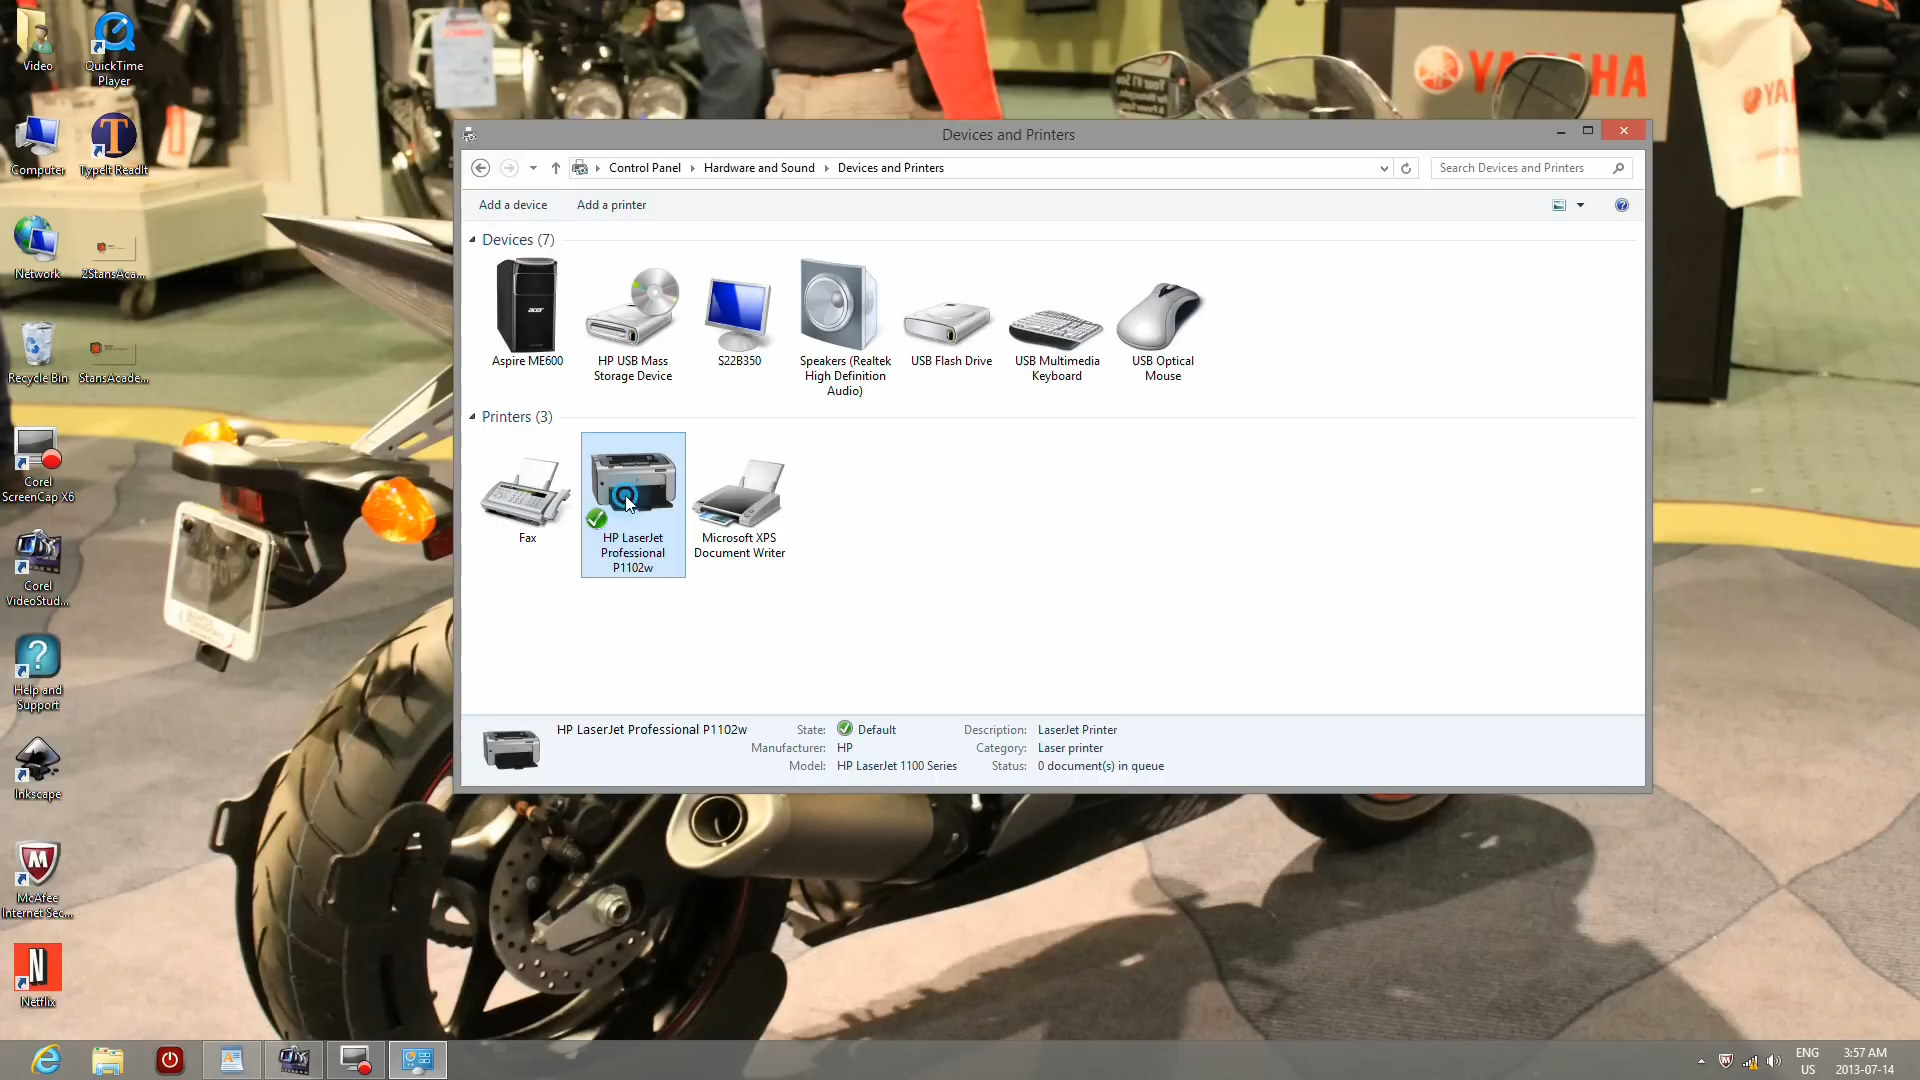 Video
QuickTime
Player
Computer
TypeIt ReadIt
Network
2StansAca...
Recycle Bin
StansAcade...
Corel
ScreenCap X6
Corel
VideoStud...
Help and
Support
Inkscape
McAfee
Internet Sec...
Netflix
YAMAHA
YA
Devices and Printers
Control Panel
Hardware and Sound
Devices and Printers
Search Devices and Printers
Add a device
Add a printer
Devices (7)
acer
Aspire ME600
HP USB Mass
Storage Device
S22B350
Speakers (Realtek
High Definition
Audio)
USB Flash Drive
USB Multimedia
Keyboard
USB Optical
Mouse
Printers (3)
Fax
HP LaserJet
Professional
P1102w
Microsoft XPS
Document Writer
HP LaserJet Professional P1102w
State: Default
Manufacturer: HP
Model: HP LaserJet 1100 Series
Description: LaserJet Printer
Category: Laser printer
Status: 0 document(s) in queue
ENG
US
3:57 AM
2013-07-14